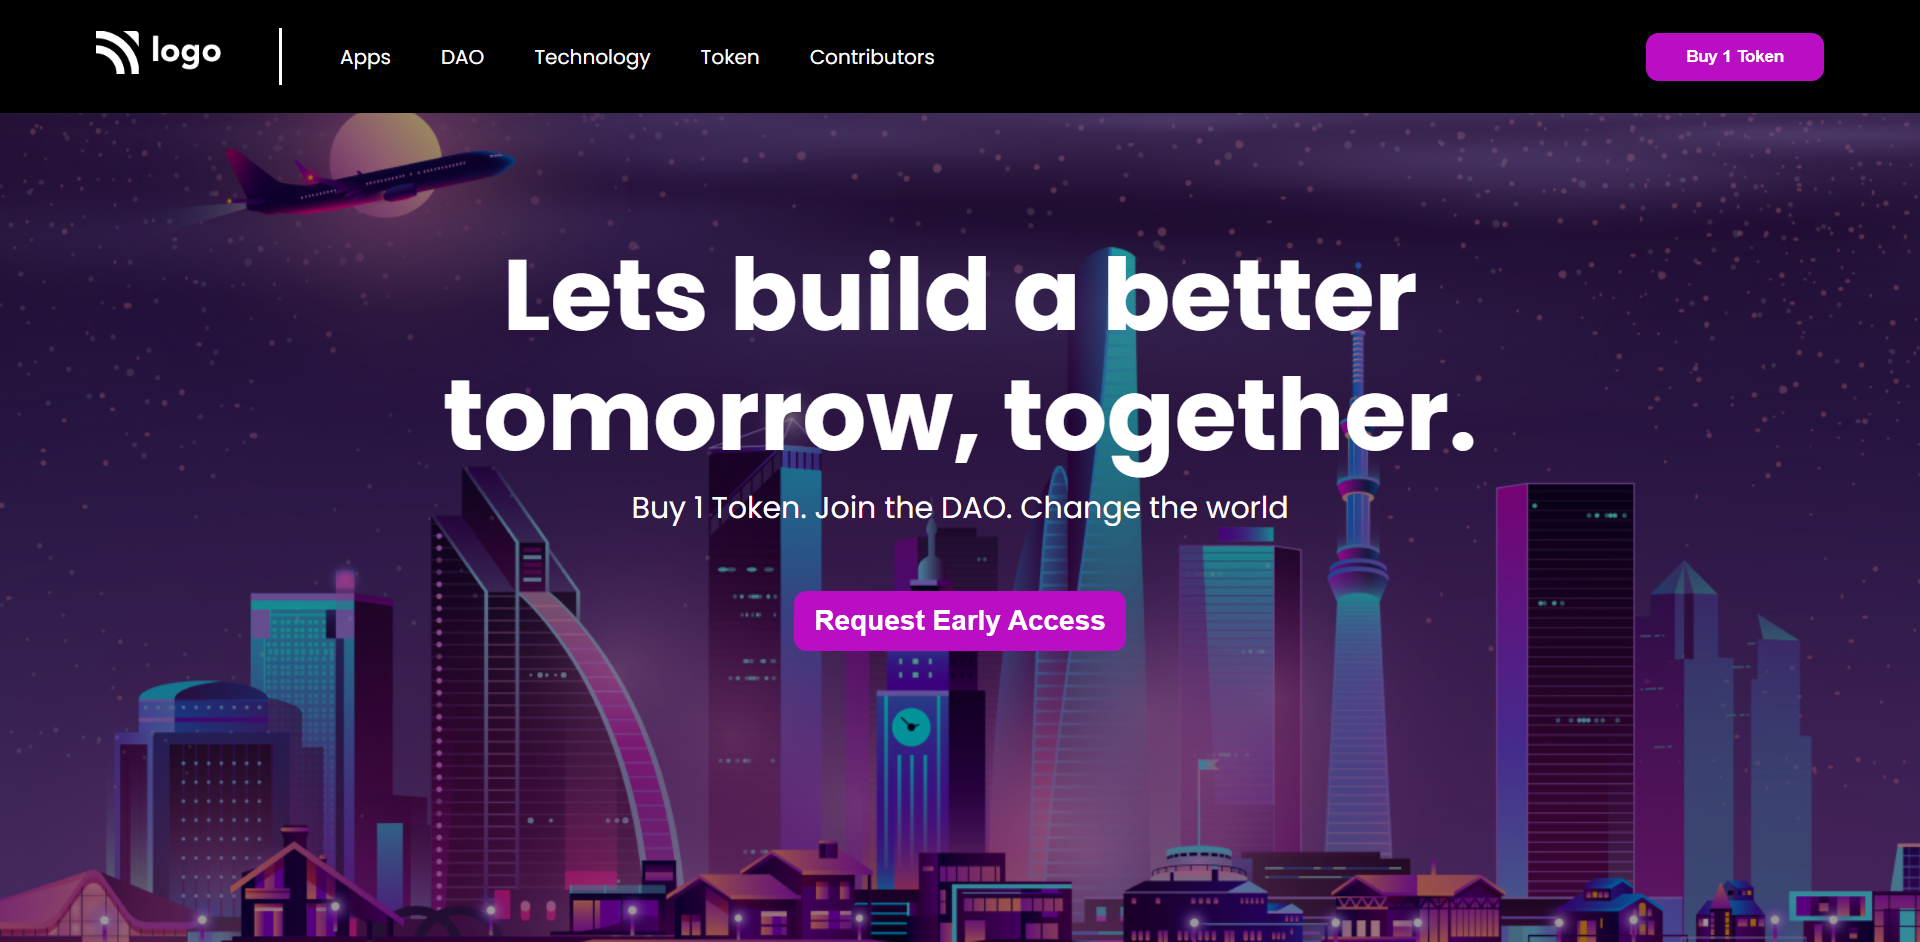 logo
Apps
DAO
Technology
Token
Contributors
Buy 1 Token
Lets build a better
tomorrow, together.
Buy 1 Token. Join the DAO. Change the world
Request Early Access